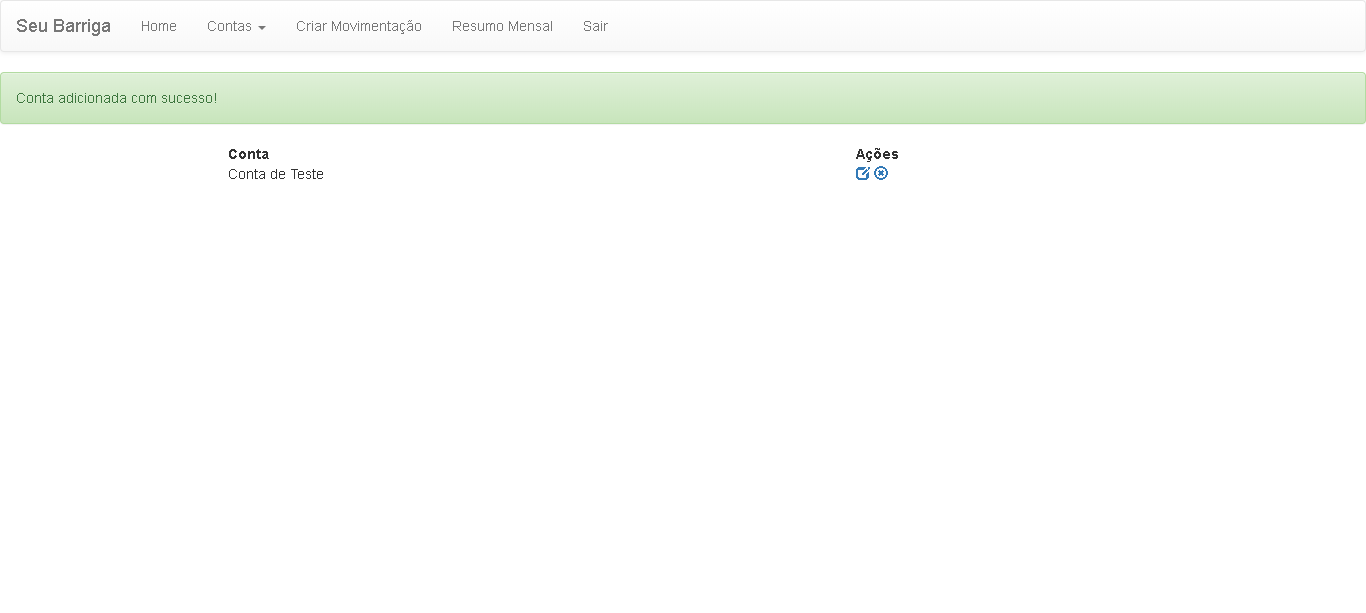 Seu Barriga Home Contas Criar Movimentação Resumo Mensal Sair
Conta adicionada com sucesso!
Conta Ações
Conta de Teste